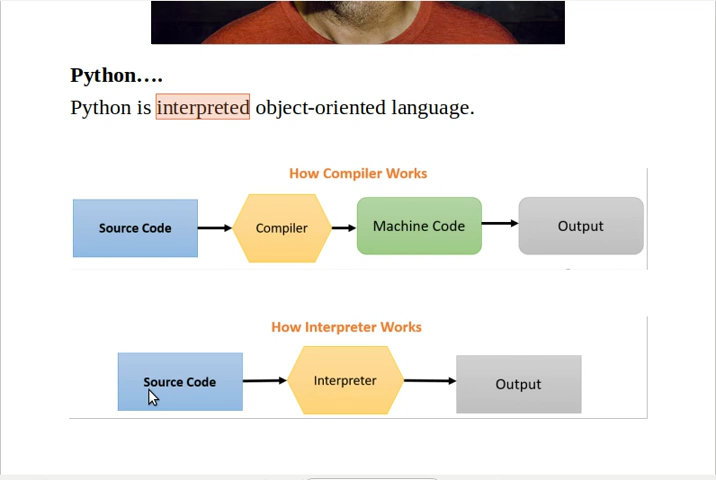 Python….
Python is interpreted object-oriented language.
How Compiler Works
Source Code
Compiler
Machine Code
Output
How Interpreter Works
Source Code
Interpreter
Output